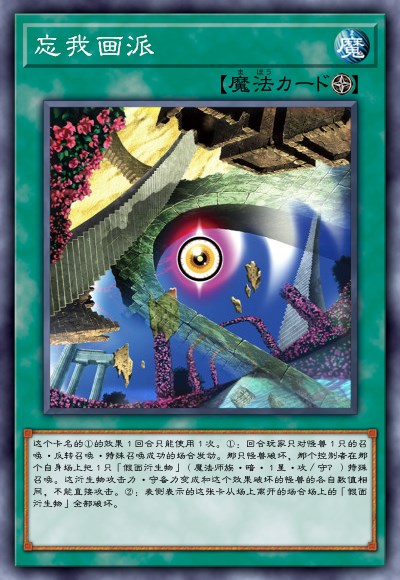 忘我画派
魔
【魔法カード】
まほう
这个卡名的①的效果1回合只能使用1次。①：回合玩家只对怪兽1只的召
唤·反转召唤·特殊召唤成功的场合发动。那只怪兽破坏，那个控制者在那
个自身场上把1只「假面衍生物」（魔法师族·暗·1星·攻/守？）特殊
召唤。这衍生物攻击力·守备力变成和这个效果破坏的怪兽的各自数值相
同，不能直接攻击。②：表侧表示的这张卡从场上离开的场合场上的「假面
衍生物」全部破坏。